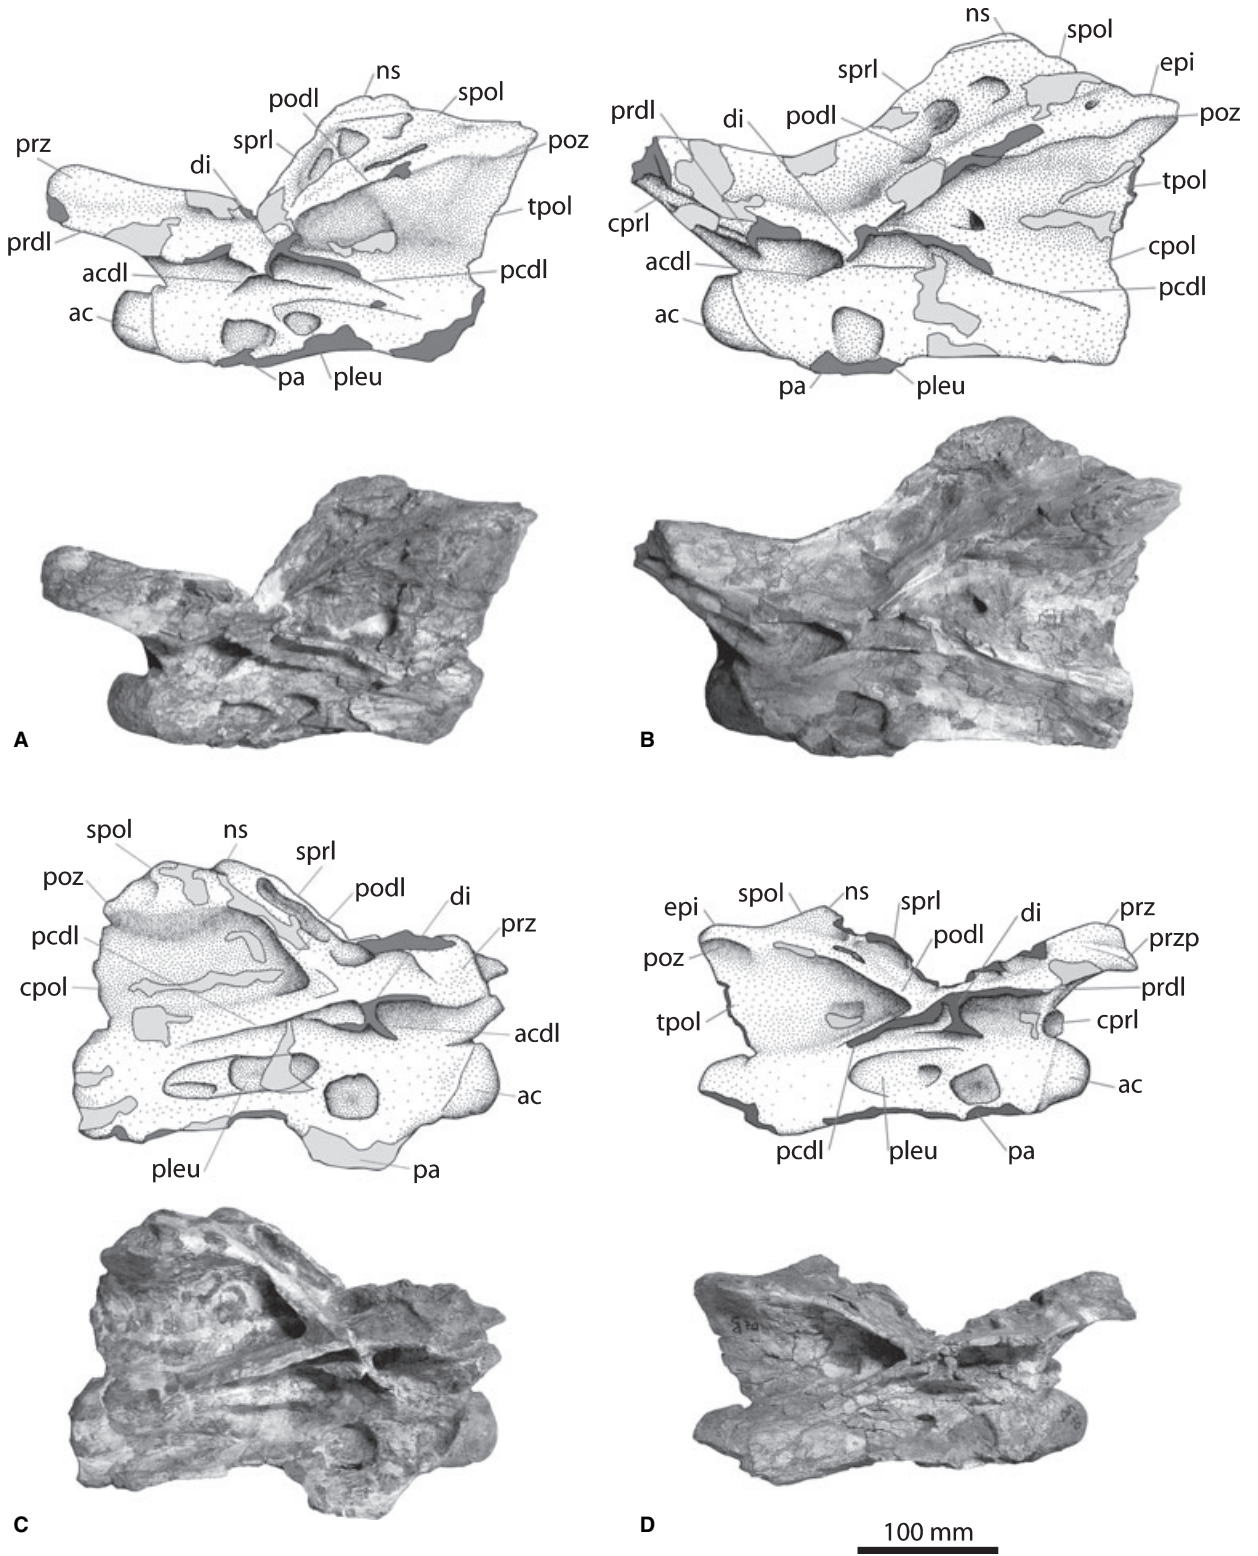 ns
spol
podl
sprl
di
prz
poz
tpol
prdl
acdl
pcdl
ac
pa
pleu
ns
spol
sprl
epi
prdl
di
podl
poz
tpol
cprl
cpol
acdl
pcdl
ac
pa
pleu
A
B
spol
ns
sprl
poz
podl
di
prz
pcdl
cpol
acdl
ac
pleu
pa
epi
spol
ns
sprl
di
prz
podl
przp
poz
prdl
tpol
cprl
ac
pcdl
pleu
pa
C
D
100 mm